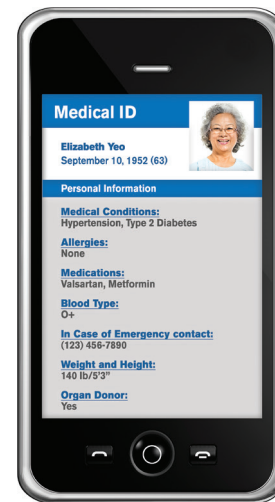 Medical ID
Elizabeth Yeo
September 10, 1952 (63)
Personal Information
Medical Conditions:
Hypertension, Type 2 Diabetes
Allergies:
None
Medications:
Valsartan, Metformin
Blood Type:
O+
In Case of Emergency contact:
(123) 456-7890
Weight and Height:
140 lb/5'3"
Organ Donor:
Yes